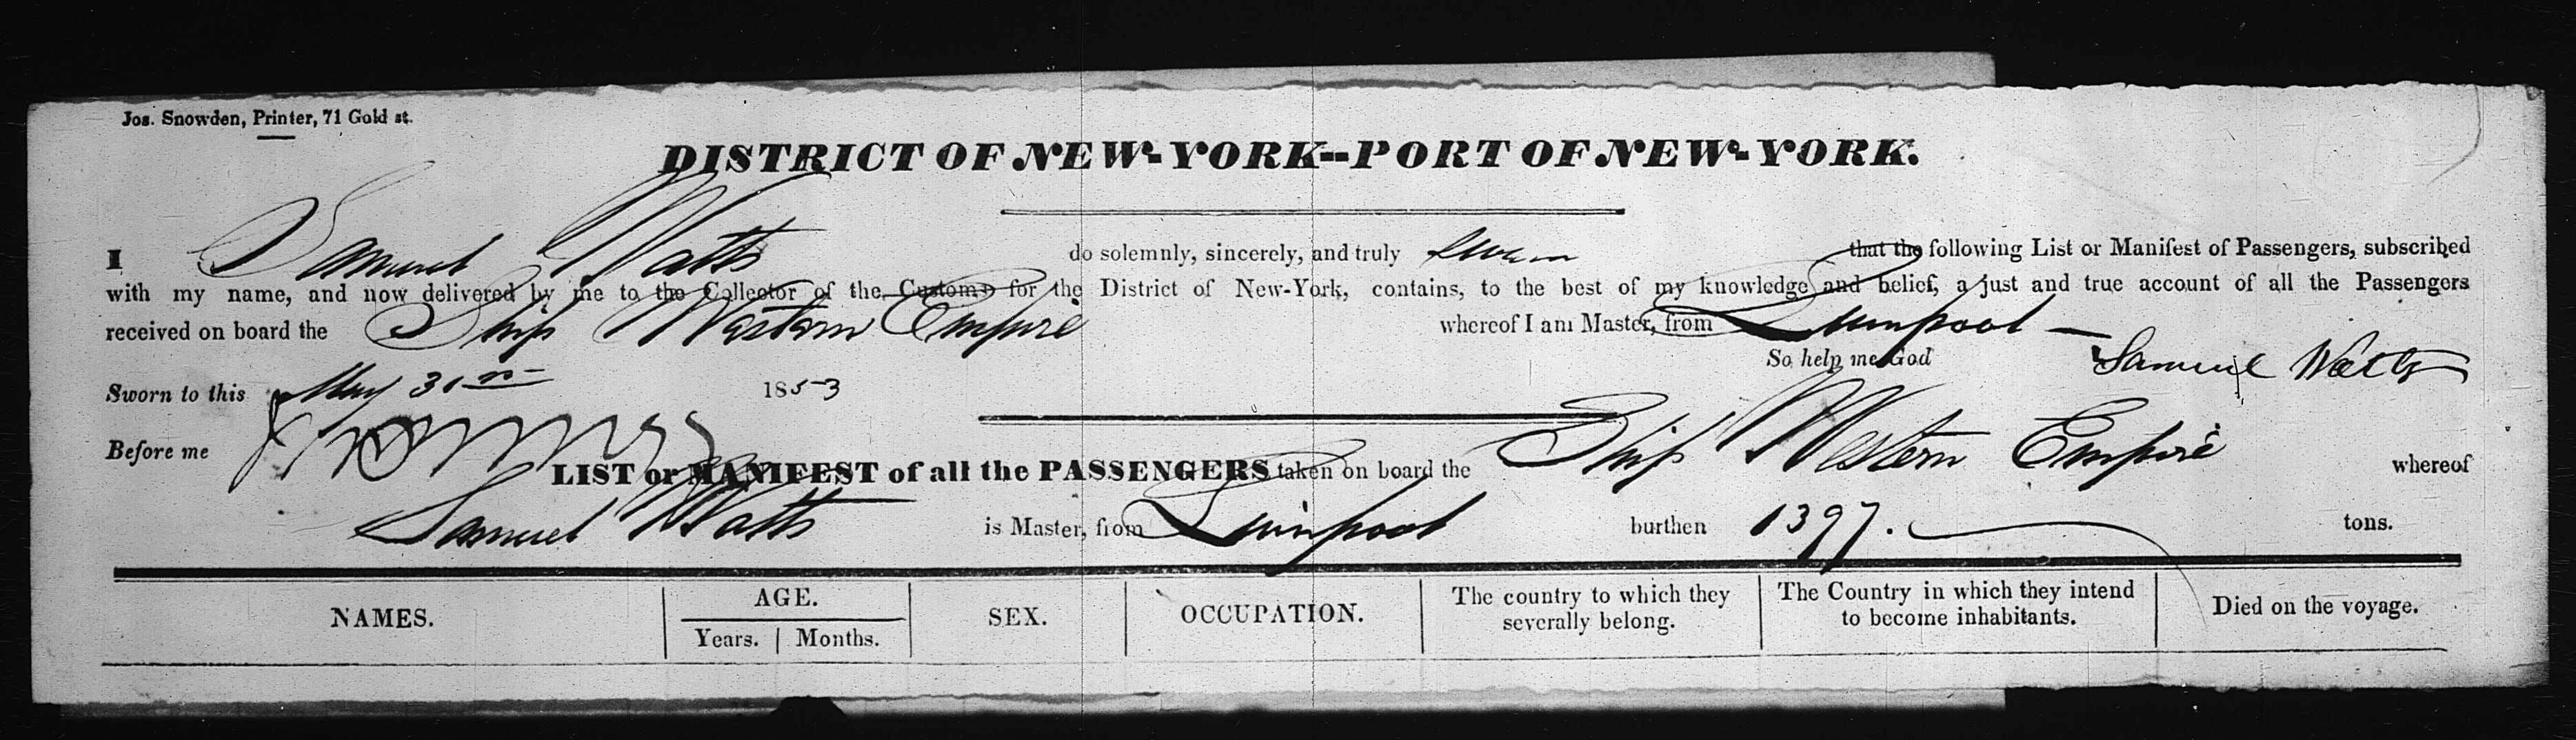 Jos. Snowden, Printer, 71 Gold st.
DISTRICT OF NEW-YORK--PORT OF NEW-YORK.
I Samuel Watts do solemnly, sincerely, and truly swear that the following List or Manifest of Passengers, subscribed
with my name, and now delivered by me to the Collector of the Customs for the District of New-York, contains, to the best of my knowledge and belief, a just and true account of all the Passengers
received on board the Ship Western Empire whereof I am Master, from Liverpool
So help me God Samuel Watts
Sworn to this May 31 1853
Before me
LIST or MANIFEST of all the PASSENGERS taken on board the Ship Western Empire whereof
Samuel Watts is Master, from Liverpool burthen 1397. tons.
NAMES. AGE. Years. Months. SEX. OCCUPATION. The country to which they severally belong. The Country in which they intend to become inhabitants. Died on the voyage.